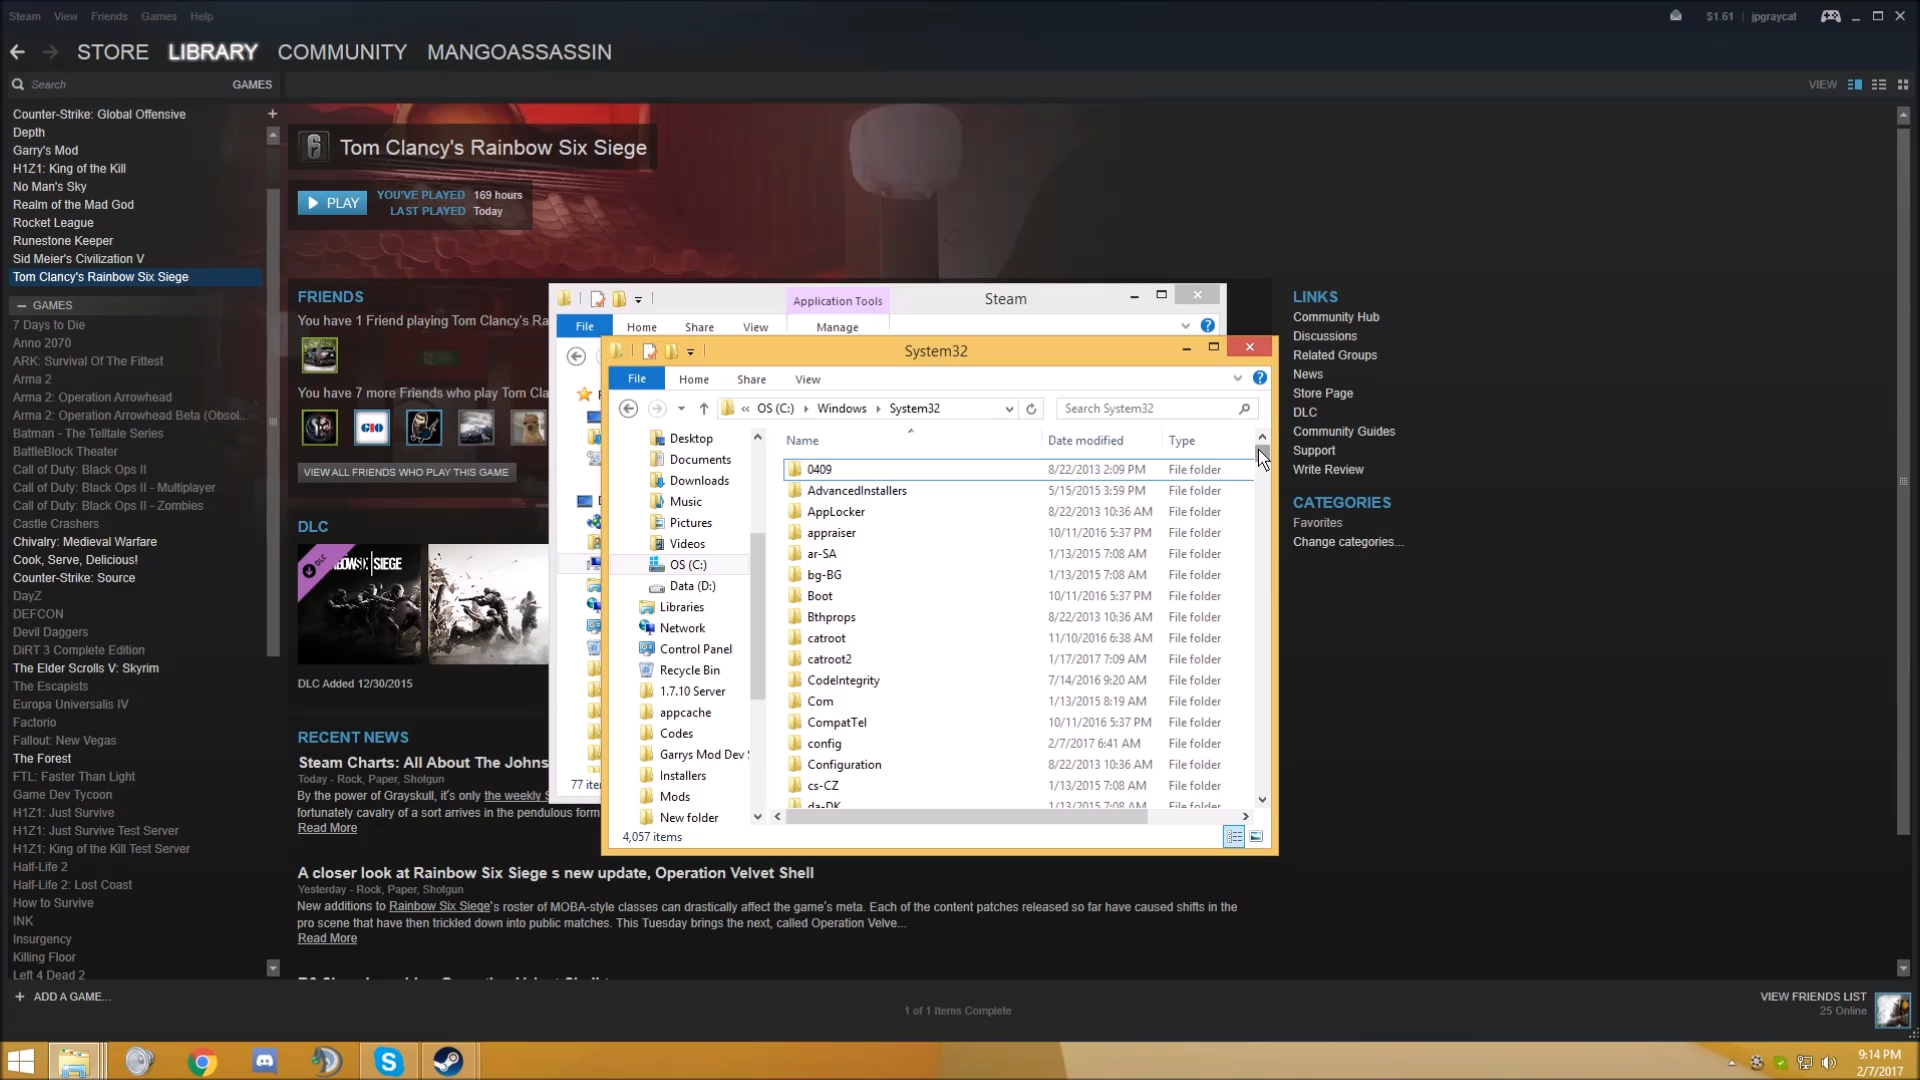 Steam View Friends Games Help
$1.61 jpgraycat
STORE LIBRARY COMMUNITY MANGOASSASSIN
Search GAMES
VIEW
Counter-Strike: Global Offensive
Depth
Garry's Mod
H1Z1: King of the Kill
No Man's Sky
Realm of the Mad God
Rocket League
Runestone Keeper
Sid Meier's Civilization V
Tom Clancy's Rainbow Six Siege
GAMES
7 Days to Die
Anno 2070
ARK: Survival Of The Fittest
Arma 2
Arma 2: Operation Arrowhead
Arma 2: Operation Arrowhead Beta (Obsol...
Batman - The Telltale Series
BattleBlock Theater
Call of Duty: Black Ops II
Call of Duty: Black Ops II - Multiplayer
Call of Duty: Black Ops II - Zombies
Castle Crashers
Chivalry: Medieval Warfare
Cook, Serve, Delicious!
Counter-Strike: Source
DayZ
DEFCON
Devil Daggers
DiRT 3 Complete Edition
The Elder Scrolls V: Skyrim
The Escapists
Europa Universalis IV
Factorio
Fallout: New Vegas
The Forest
FTL: Faster Than Light
Game Dev Tycoon
H1Z1: Just Survive
H1Z1: Just Survive Test Server
H1Z1: King of the Kill Test Server
Half-Life 2
Half-Life 2: Lost Coast
How to Survive
INK
Insurgency
Killing Floor
Left 4 Dead 2
ADD A GAME...
Tom Clancy's Rainbow Six Siege
PLAY
YOU'VE PLAYED 169 hours
LAST PLAYED Today
FRIENDS
You have 1 Friend playing Tom Clancy's Ra
You have 7 more Friends who play Tom Cla
GIO
VIEW ALL FRIENDS WHO PLAY THIS GAME
DLC
SIEGE
DLC Added 12/30/2015
RECENT NEWS
Steam Charts: All About The Johns
Today - Rock, Paper, Shotgun
By the power of Grayskull, it's only the weekly S
fortunately cavalry of a sort arrives in the pendulous form
Read More
A closer look at Rainbow Six Siege s new update, Operation Velvet Shell
Yesterday - Rock, Paper, Shotgun
New additions to Rainbow Six Siege's roster of MOBA-style classes can drastically affect the game's meta. Each of the content patches released so far have caused shifts in the
pro scene that have then trickled down into public matches. This Tuesday brings the next, called Operation Velve...
Read More
Application Tools Steam
File Home Share View Manage
77 ite
System32
File Home Share View
« OS (C:) Windows System32 Search System32
Desktop
Documents
Downloads
Music
Pictures
Videos
OS (C:)
Data (D:)
Libraries
Network
Control Panel
Recycle Bin
1.7.10 Server
appcache
Codes
Garrys Mod Dev
Installers
Mods
New folder
Name Date modified Type
0409 8/22/2013 2:09 PM File folder
AdvancedInstallers 5/15/2015 3:59 PM File folder
AppLocker 8/22/2013 10:36 AM File folder
appraiser 10/11/2016 5:37 PM File folder
ar-SA 1/13/2015 7:08 AM File folder
bg-BG 1/13/2015 7:08 AM File folder
Boot 10/11/2016 5:37 PM File folder
Bthprops 8/22/2013 10:36 AM File folder
catroot 11/10/2016 6:38 AM File folder
catroot2 1/17/2017 7:09 AM File folder
CodeIntegrity 7/14/2016 9:20 AM File folder
Com 1/13/2015 8:19 AM File folder
CompatTel 10/11/2016 5:37 PM File folder
config 2/7/2017 6:41 AM File folder
Configuration 8/22/2013 10:36 AM File folder
cs-CZ 1/13/2015 7:08 AM File folder
da-DK 1/13/2015 7:08 AM File folder
4,057 items
LINKS
Community Hub
Discussions
Related Groups
News
Store Page
DLC
Community Guides
Support
Write Review
CATEGORIES
Favorites
Change categories...
1 of 1 Items Complete
VIEW FRIENDS LIST
25 Online
9:14 PM
2/7/2017